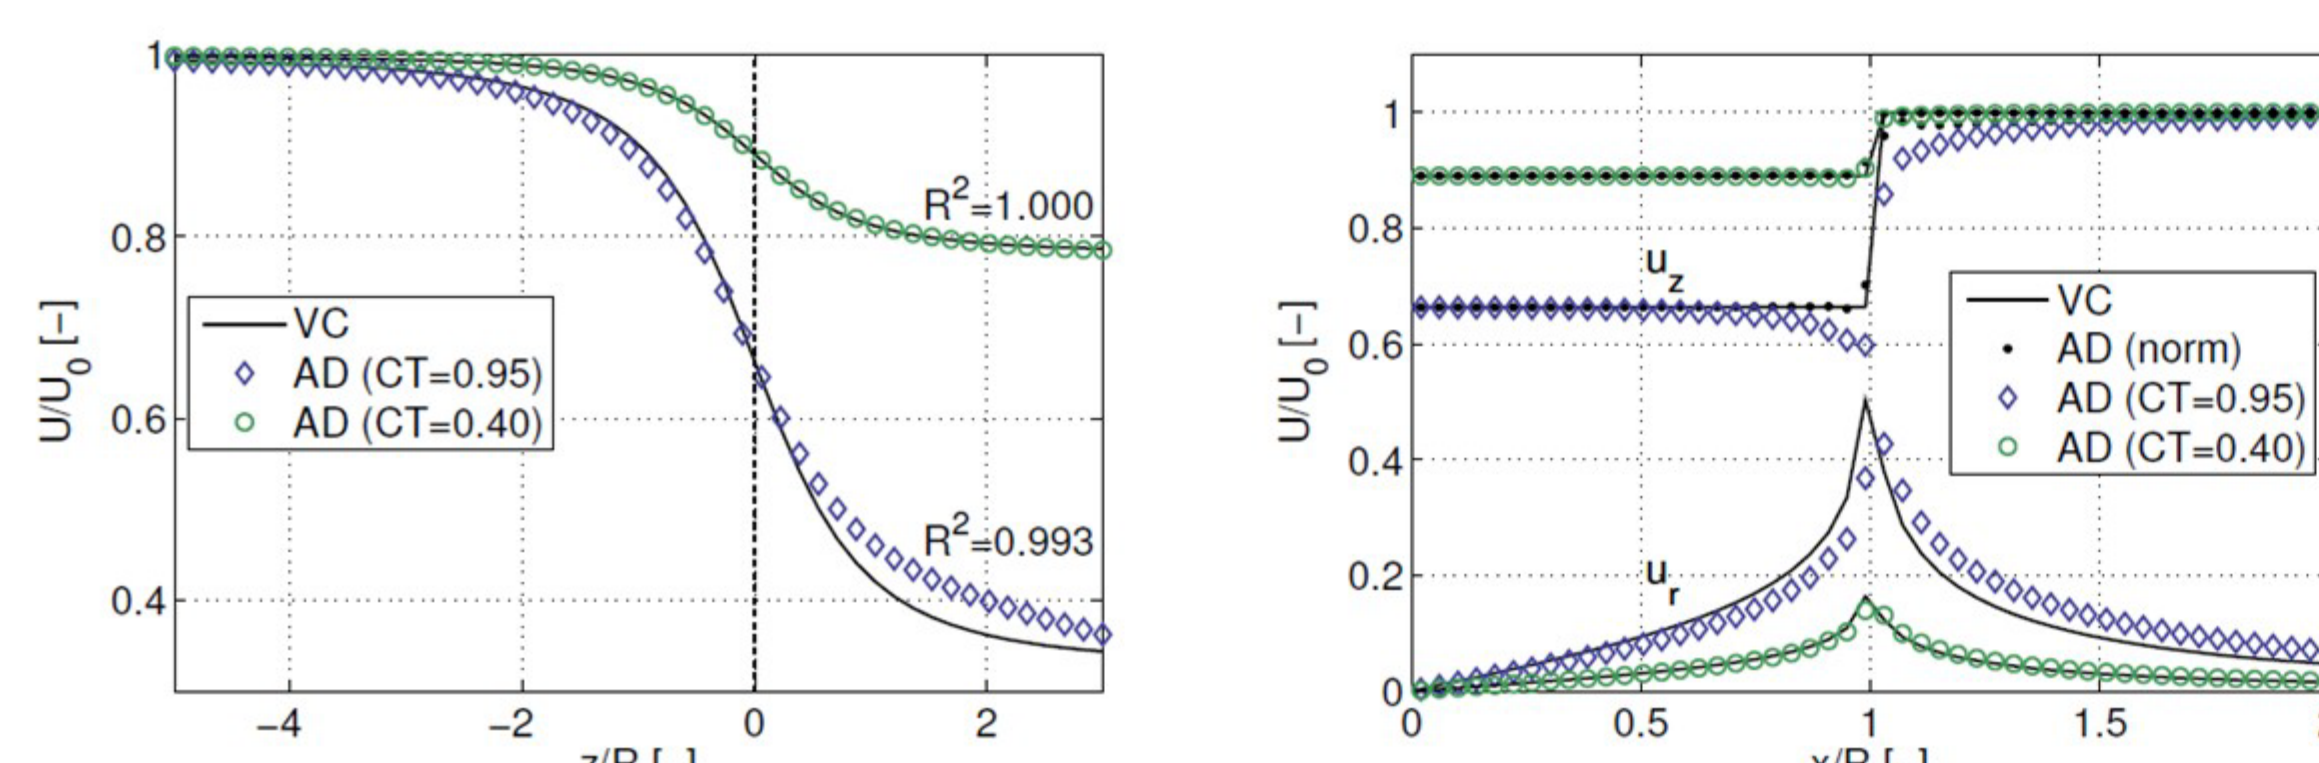 1
0.8
0.6
0.4
U/U0 [-]
VC
AD (CT=0.95)
AD (CT=0.40)
R2=1.000
R2=0.993
−4
−2
0
2
1
0.8
0.6
0.4
0.2
0
U/U0 [-]
uz
ur
VC
AD (norm)
AD (CT=0.95)
AD (CT=0.40)
0
0.5
1
1.5